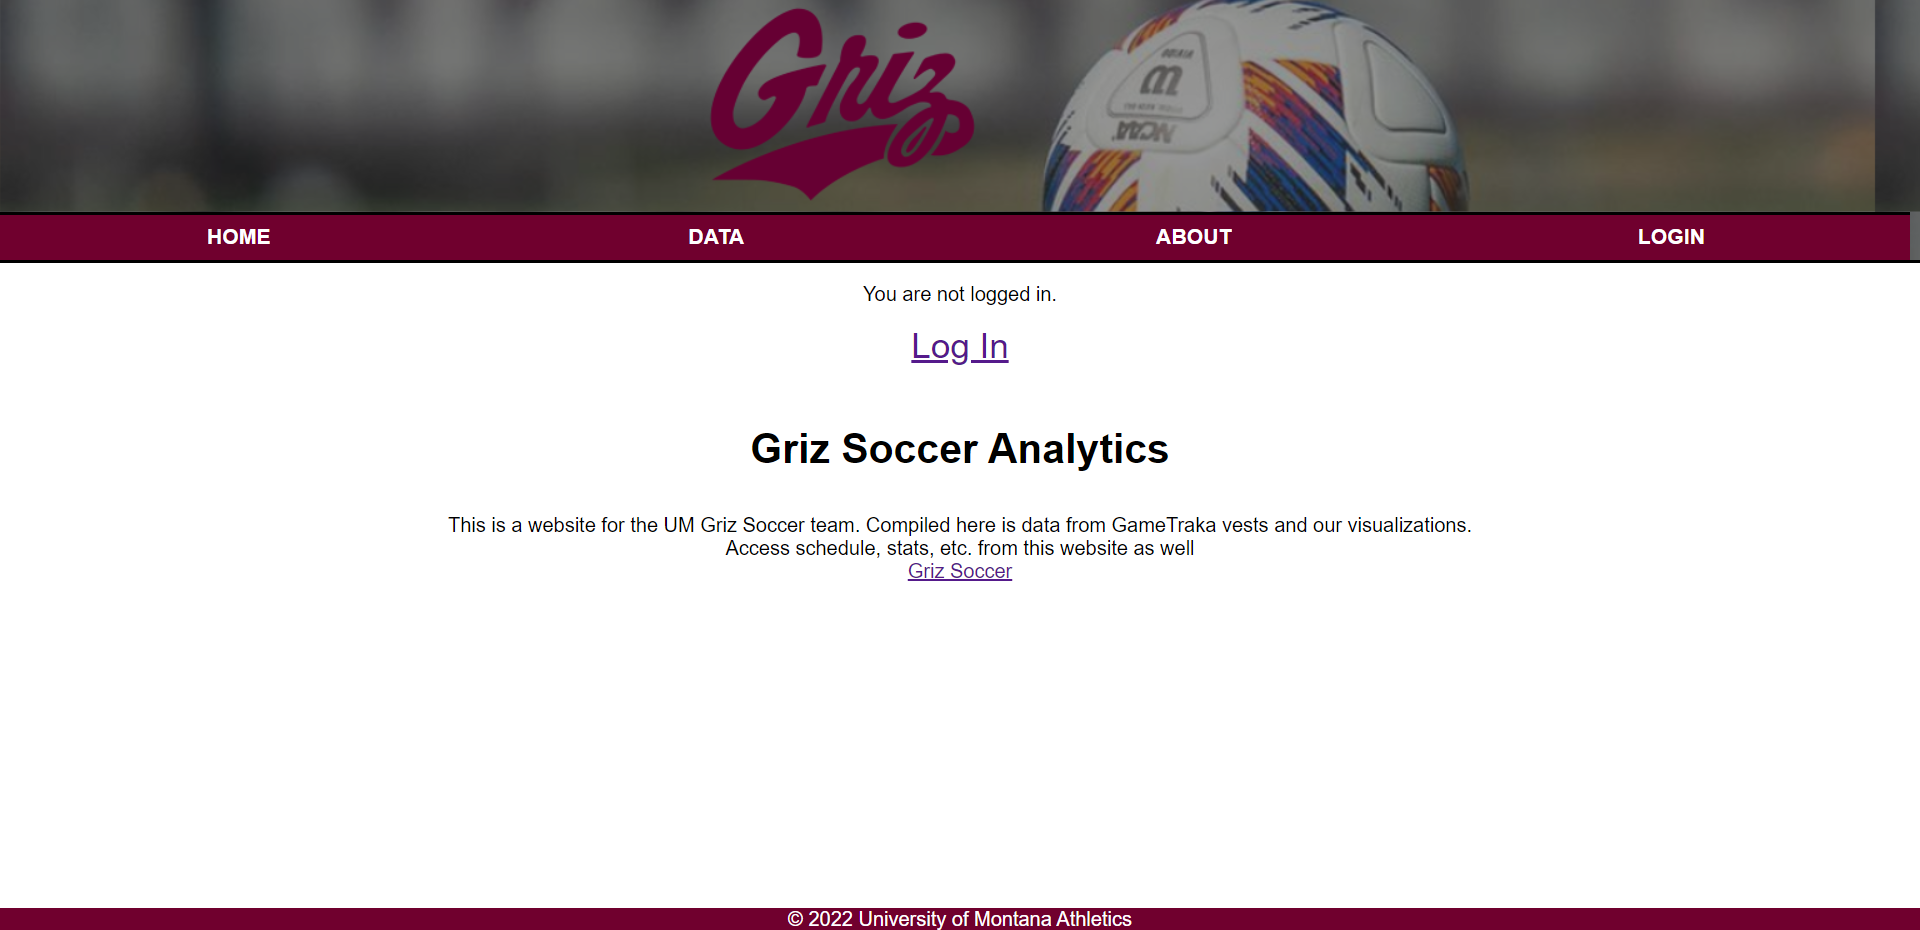 Griz
NCAA
HOME DATA ABOUT LOGIN
You are not logged in.
Log In
Griz Soccer Analytics
This is a website for the UM Griz Soccer team. Compiled here is data from GameTraka vests and our visualizations.
Access schedule, stats, etc. from this website as well
Griz Soccer
© 2022 University of Montana Athletics